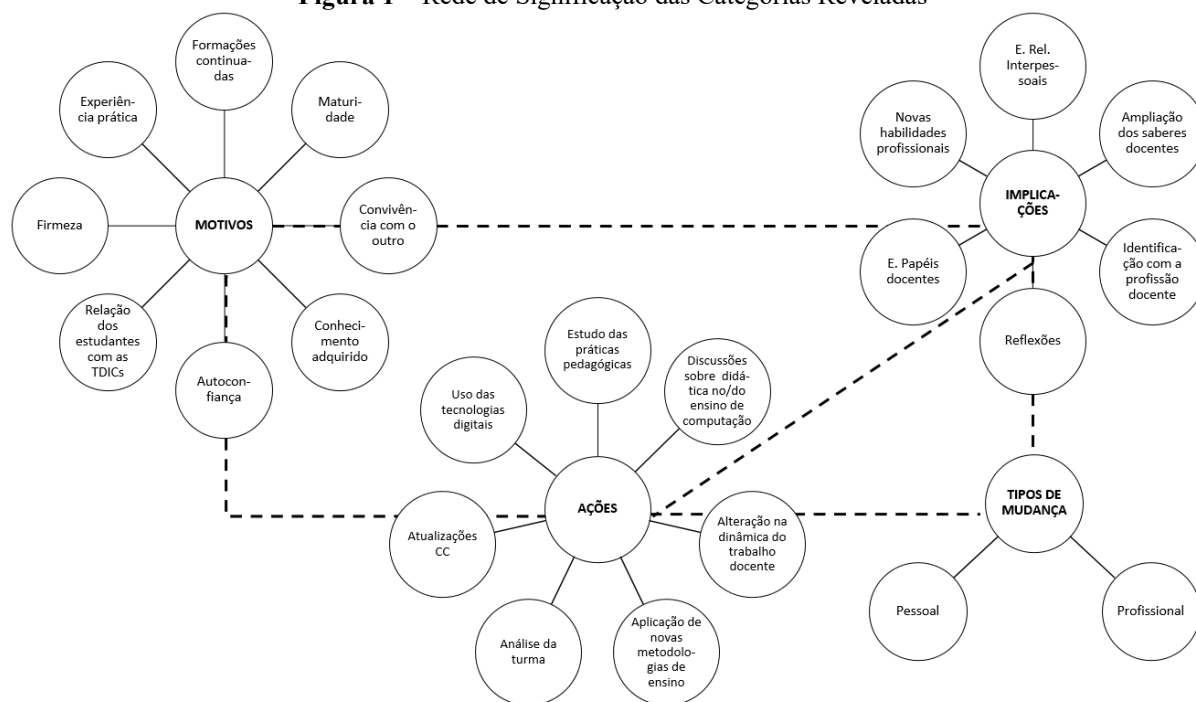 Figura 1 – Rede de Significação das Categorias Reveladas
Formações
continua-
das
Experiên-
cia prática
Maturi-
dade
Firmeza
MOTIVOS
Convivên-
cia com o
outro
Relação
dos
estudantes
com as
TDICs
Conheci-
mento
adquirido
Autocon-
fiança
E. Rel.
Interpes-
soais
Novas
habilidades
profissionais
Ampliação
dos saberes
docentes
IMPLICA-
ÇÕES
E. Papéis
docentes
Identifica-
ção com a
profissão
docente
Reflexões
Estudo das
práticas
pedagógicas
Uso das
tecnologias
digitais
Discussões
sobre didá-
tica no/do
ensino de
computação
AÇÕES
Atualizações
CC
Alteração na
dinâmica do
trabalho
docente
Análise da
turma
Aplicação de
novas
metodolo-
gias de
ensino
TIPOS DE
MUDANÇA
Pessoal
Profissional